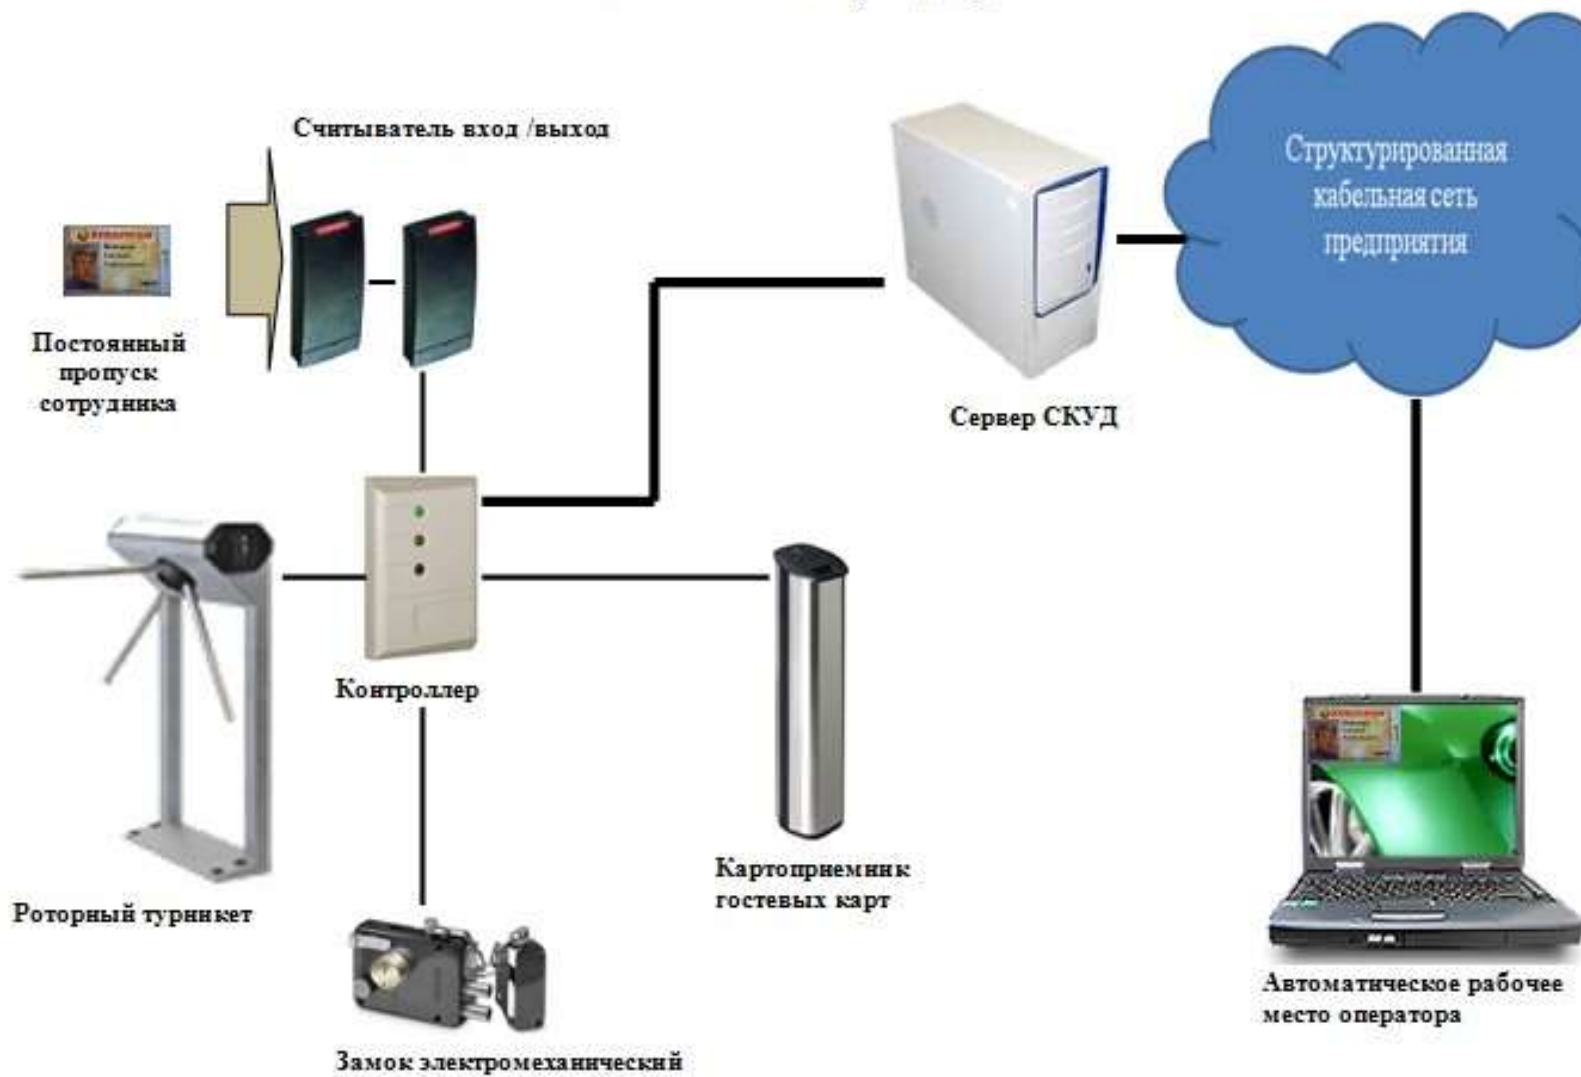 Считыватель вход /выход
Структурированная
кабельная сеть
предприятия
Постоянный
пропуск
сотрудника
Сервер СКУД
Контроллер
Картоприемник
гостевых карт
Роторный турникет
Автоматическое рабочее
место оператора
Замок электромеханический